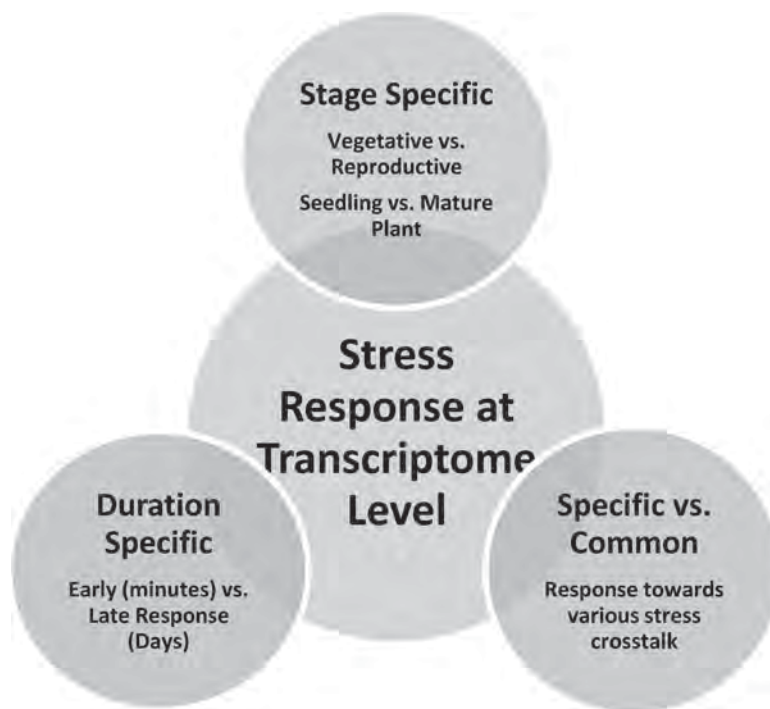 Stage Specific
Vegetative vs.
Reproductive
Seedling vs. Mature
Plant
Stress
Response at
Transcriptome
Level
Duration
Specific
Early (minutes) vs.
Late Response
(Days)
Specific vs.
Common
Response towards
various stress
crosstalk